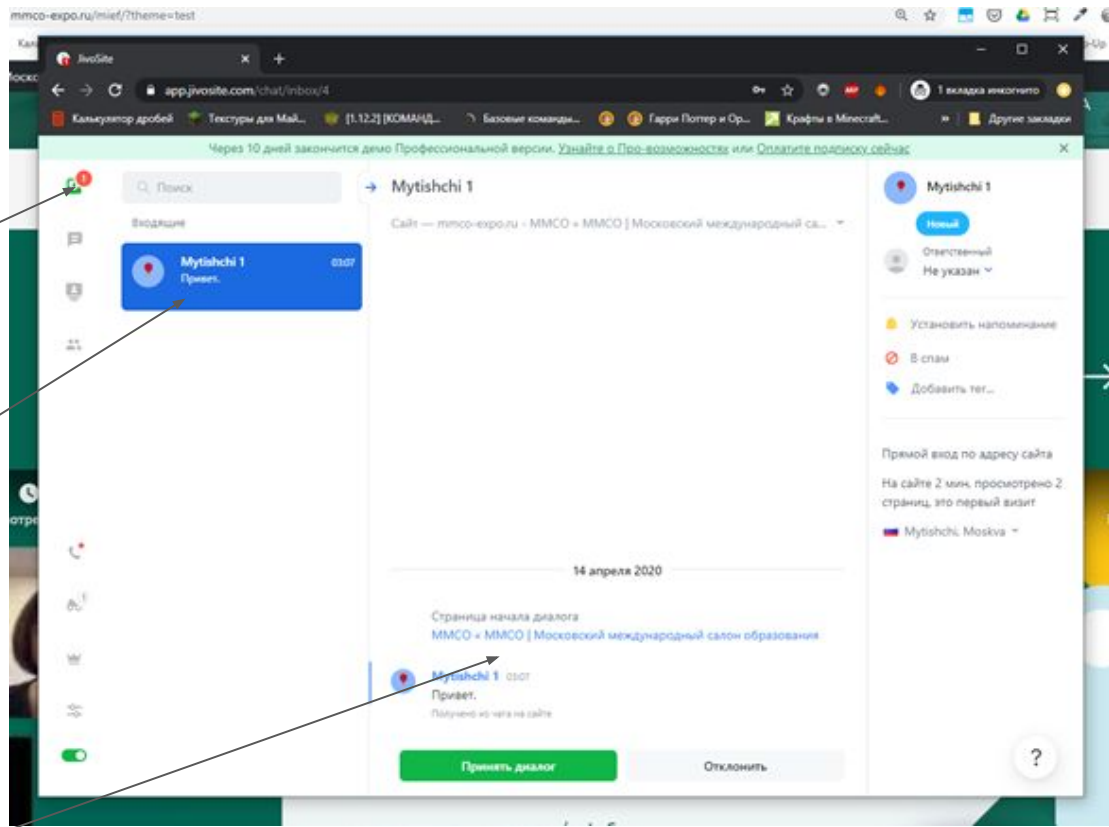 mmco-expo.ru/mief/?theme=test
JivoSite
app.jivosite.com/chat/inbox/4
1 вкладка инкогнито
Калькулятор дробей
Текстуры для Май...
[1.12.2] [КОМАНД...
Базовые команды...
Гарри Поттер и Ор...
Крафты в Minecraft...
»
Другие закладки
Через 10 дней закончится демо Профессиональной версии. Узнайте о Про-возможностях или Оплатите подписку сейчас
1
Поиск
Входящие
Mytishchi 1
03:07
Привет.
Mytishchi 1
Сайт — mmco-expo.ru - ММСО « ММСО | Московский международный са...
14 апреля 2020
Страница начала диалога
ММСО « ММСО | Московский международный салон образования
Mytishchi 1 03:07
Привет.
Получено из чата на сайте
Принять диалог
Отклонить
Mytishchi 1
Новый
Ответственный
Не указан
Установить напоминание
В спам
Добавить тег...
Прямой вход по адресу сайта
На сайте 2 мин, просмотрено 2
страниц, это первый визит
Mytishchi, Moskva
?